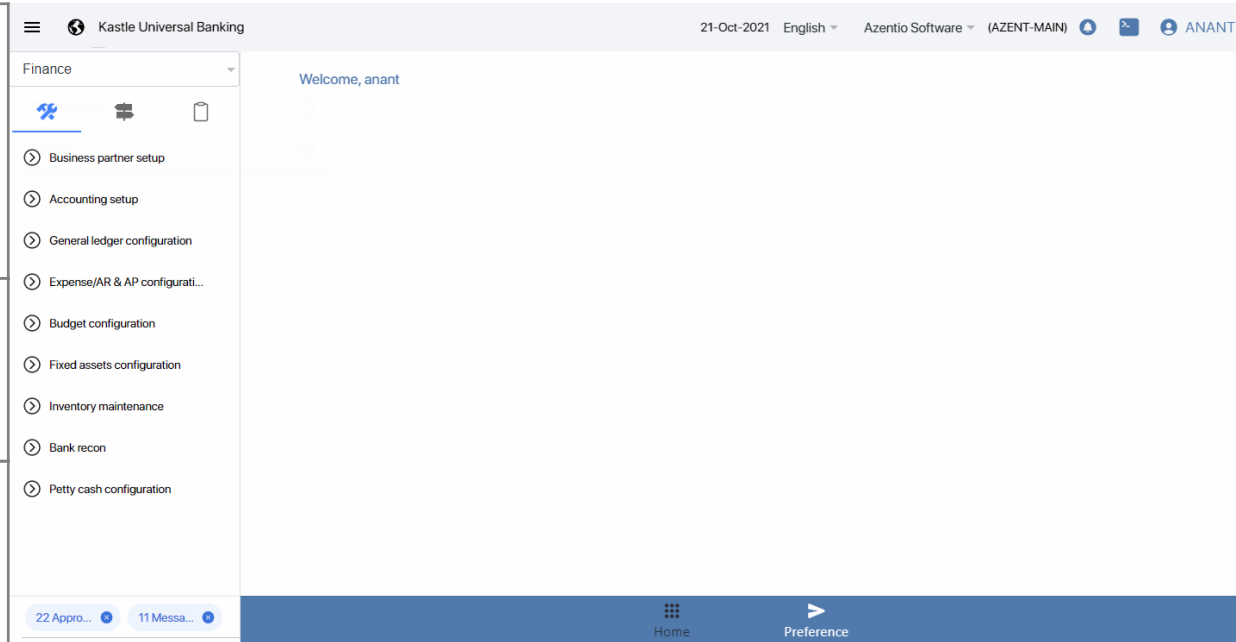 Kastle Universal Banking 21-Oct-2021 English Azentio Software (AZENT-MAIN) ANANT
Finance
Welcome, anant
Business partner setup
Accounting setup
General ledger configuration
Expense/AR & AP configurati...
Budget configuration
Fixed assets configuration
Inventory maintenance
Bank recon
Petty cash configuration
22 Appro... 11 Messa...
Home Preference